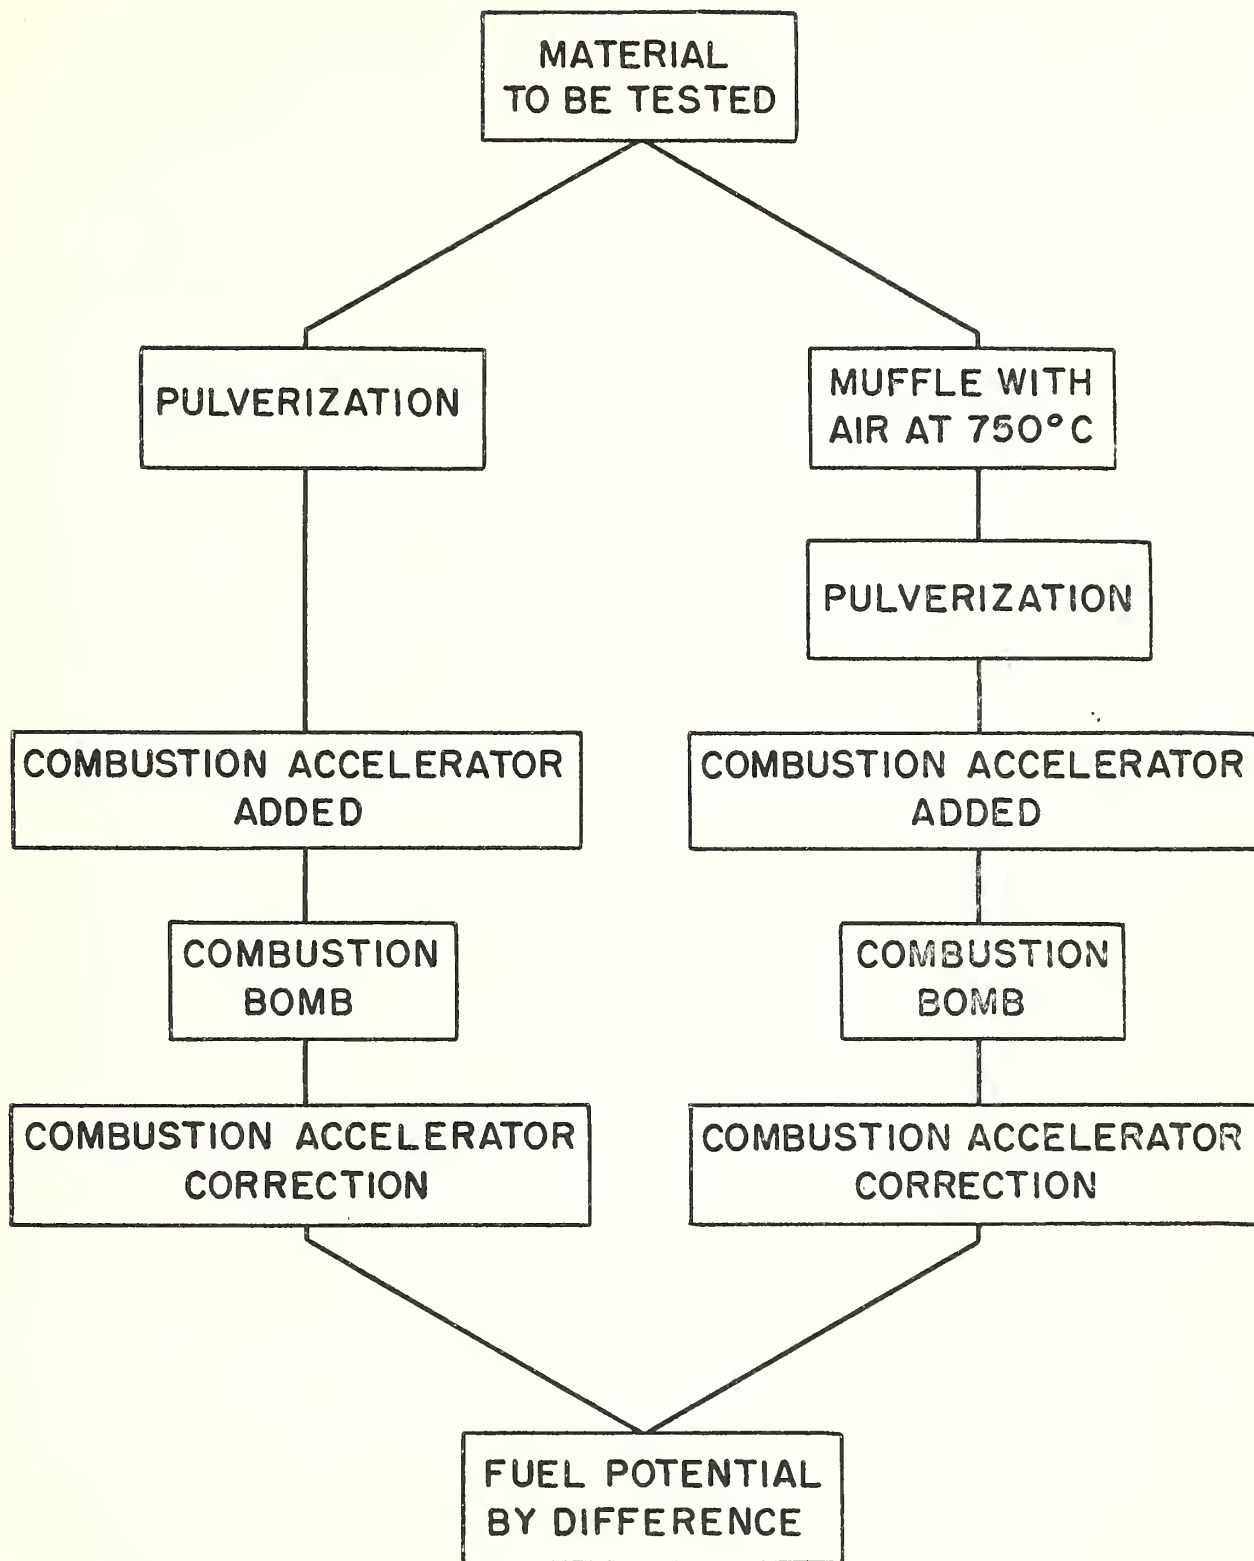 MATERIAL
TO BE TESTED
PULVERIZATION
MUFFLE WITH
AIR AT 750°C
PULVERIZATION
COMBUSTION ACCELERATOR
ADDED
COMBUSTION ACCELERATOR
ADDED
COMBUSTION
BOMB
COMBUSTION
BOMB
COMBUSTION ACCELERATOR
CORRECTION
COMBUSTION ACCELERATOR
CORRECTION
FUEL POTENTIAL
BY DIFFERENCE